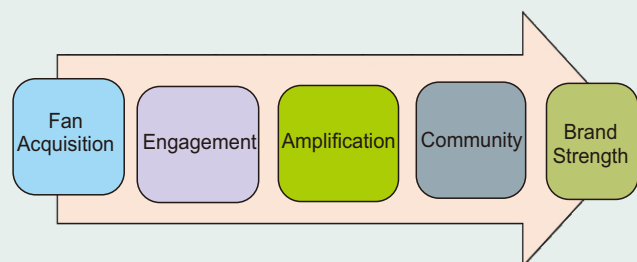 Fan
Acquisition
Engagement
Amplification
Community
Brand
Strength